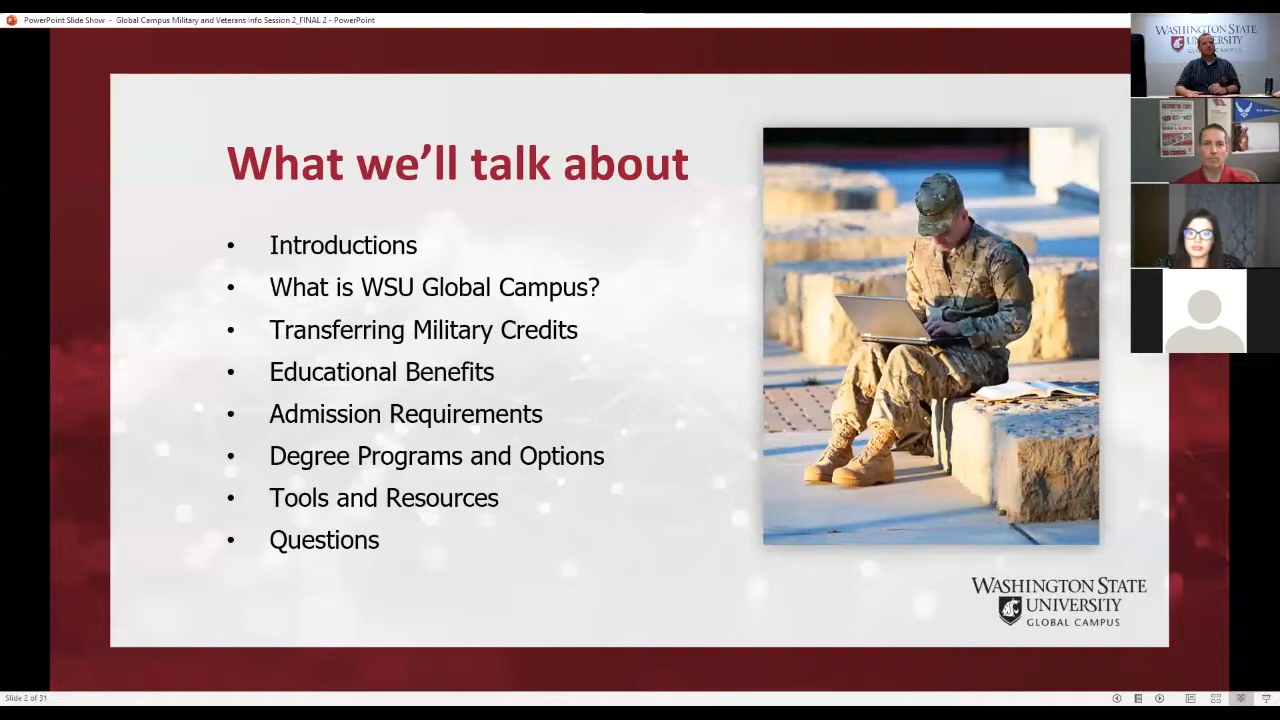 PowerPoint Slide Show - Global Campus Military and Veterans Info Session 2_FINAL 2 - PowerPoint
WASHINGTON STATE
What we’ll talk about
• Introductions
• What is WSU Global Campus?
• Transferring Military Credits
• Educational Benefits
• Admission Requirements
• Degree Programs and Options
• Tools and Resources
• Questions
WASHINGTON STATE
UNIVERSITY
GLOBAL CAMPUS
Slide 2 of 31